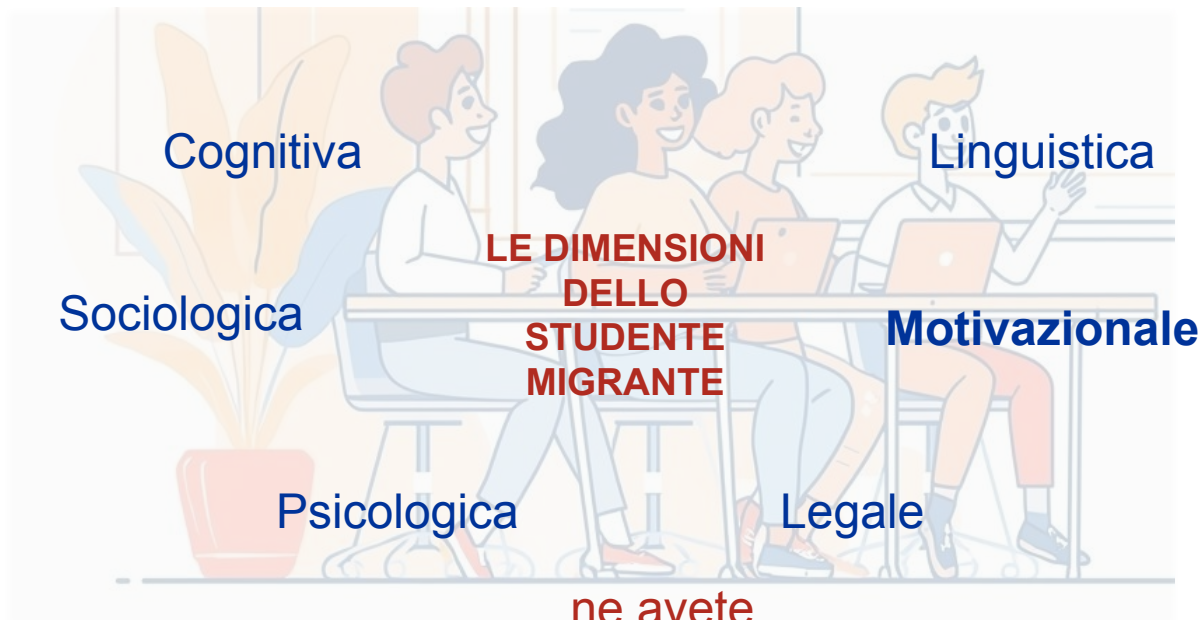 Cognitiva
Linguistica
LE DIMENSIONI
DELLO
STUDENTE
MIGRANTE
Sociologica
Motivazionale
Psicologica
Legale
ne avete